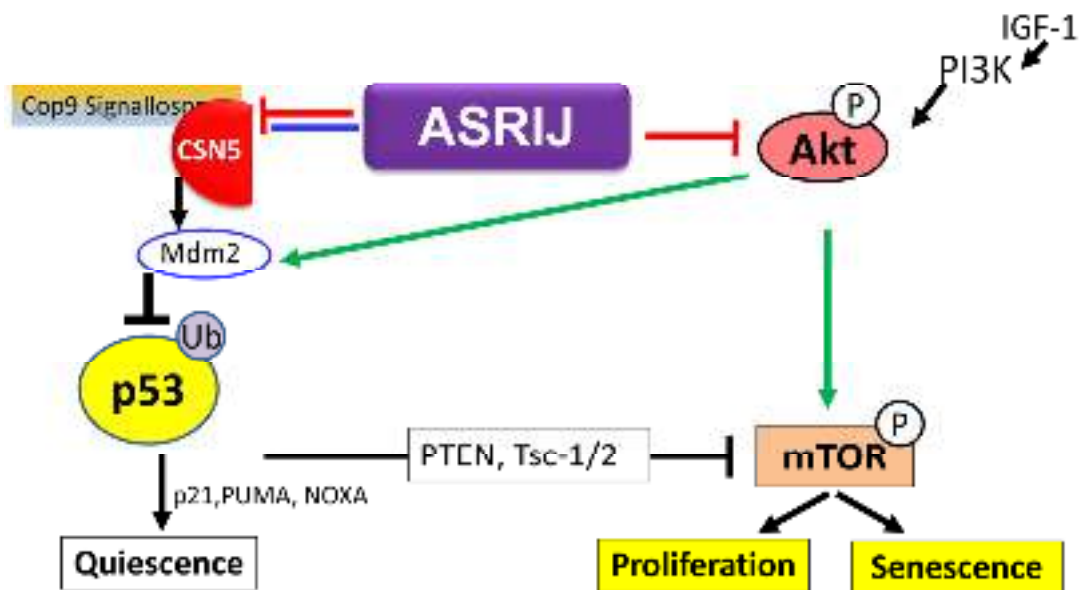 IGF-1
PI3K
Cop9
ASRIJ
P
Akt
CSN5
Mdm2
Ub
p53
P
PTEN, Tsc-1/2
mTOR
p21,PUMA, NOXA
Quiescence
Proliferation
Senescence